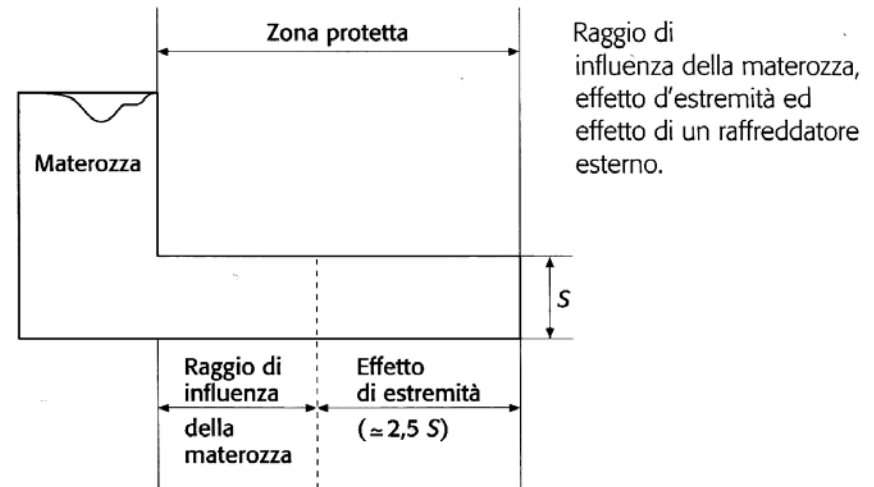 Zona protetta
Raggio di
influenza della materozza,
effetto d'estremità ed
effetto di un raffreddatore
esterno.
Materozza
S
Raggio di
influenza
della
materozza
Effetto
di estremità
(≃2,5 S)